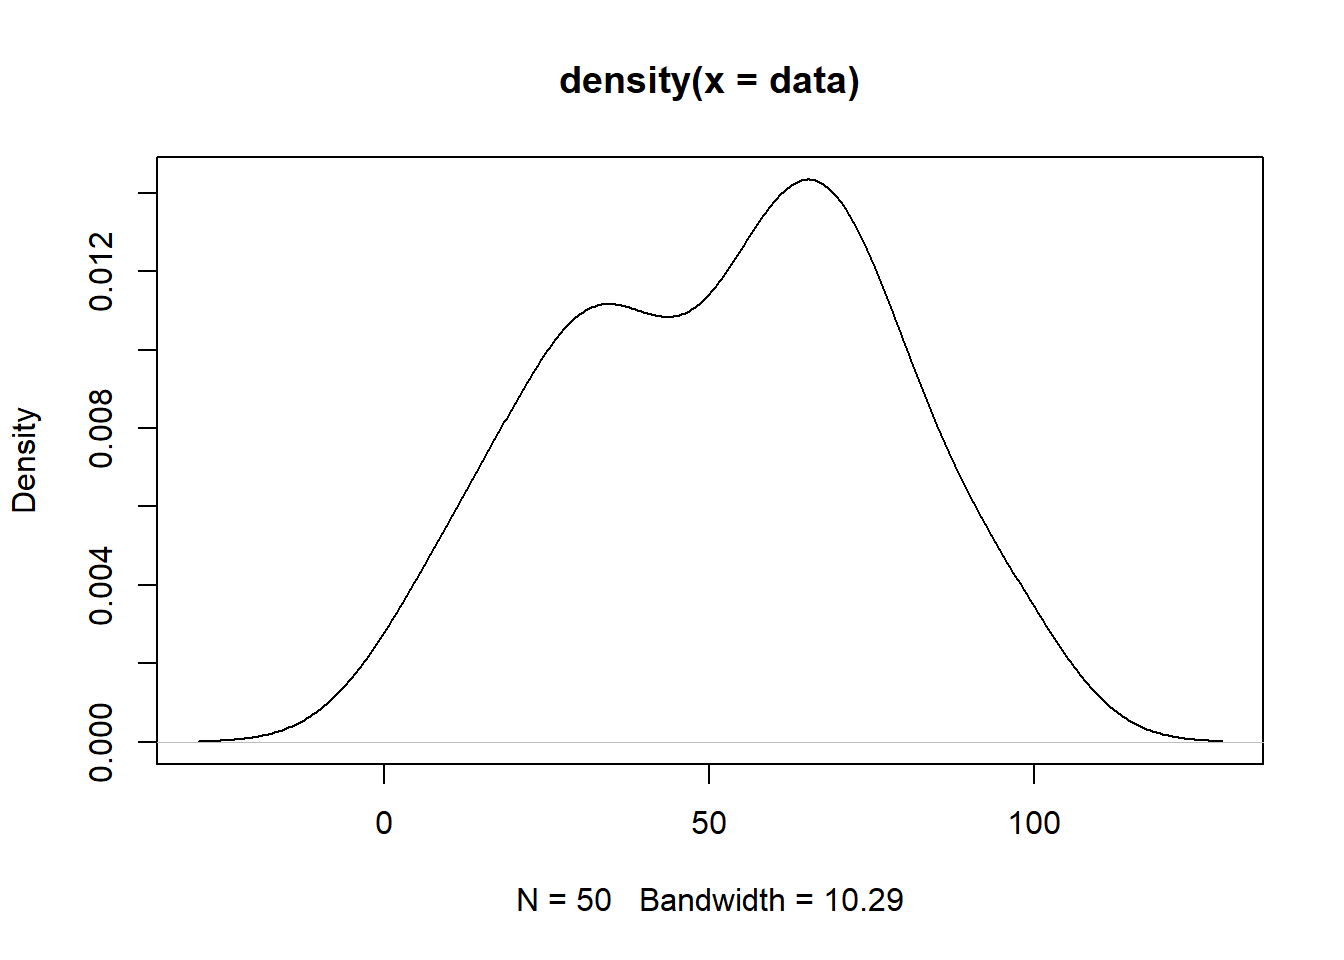 density(x = data)
Density
0.000
0.004
0.008
0.012
0 50 100
N = 50 Bandwidth = 10.29